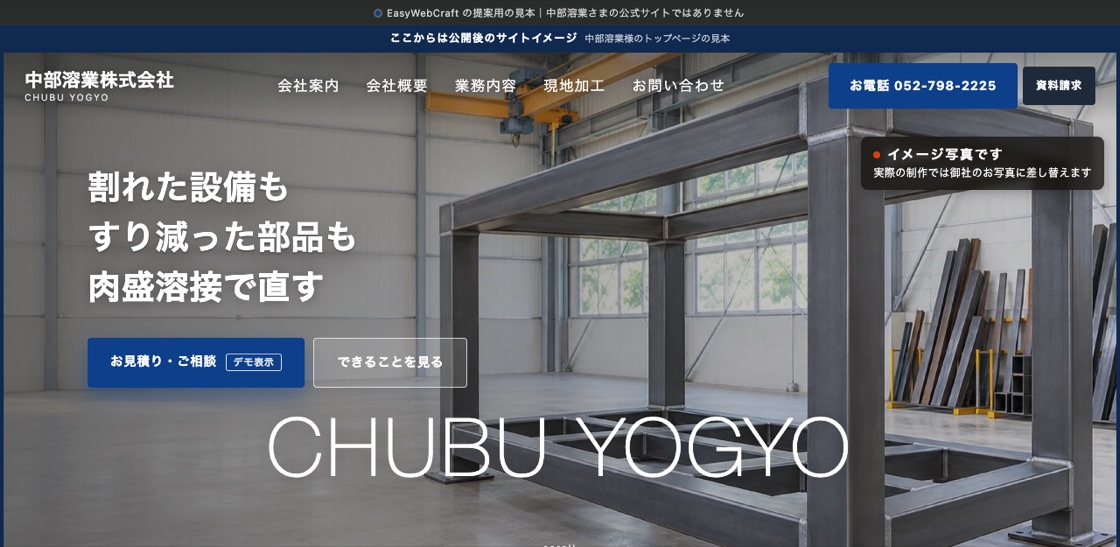 EasyWebCraft の提案用の見本｜中部溶業さまの公式サイトではありません
ここからは公開後のサイトイメージ 中部溶業様のトップページの見本
中部溶業株式会社
CHUBU YOGYO
会社案内 会社概要 業務内容 現地加工 お問い合わせ
お電話 052-798-2225
資料請求
イメージ写真です
実際の制作では御社のお写真に差し替えます
割れた設備も
すり減った部品も
肉盛溶接で直す
お見積り・ご相談 デモ表示
できることを見る
CHUBU YOGYO